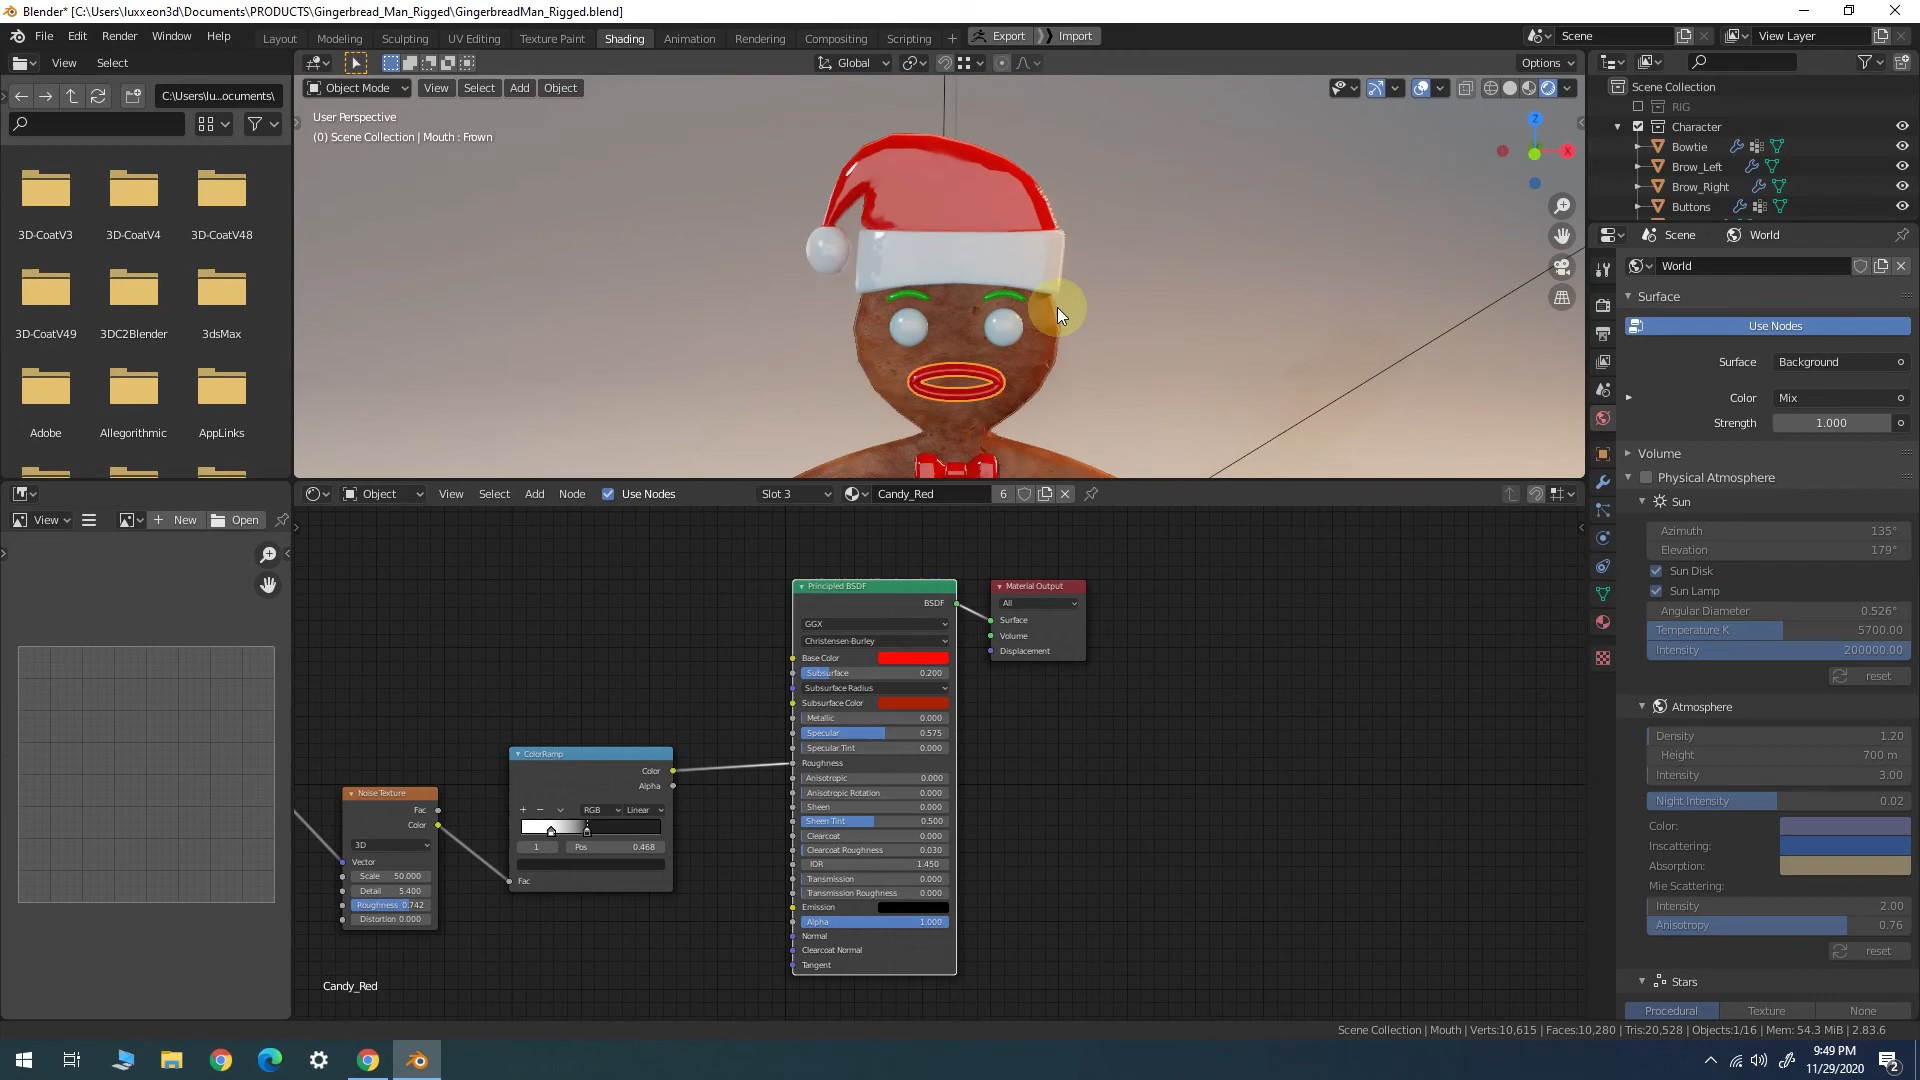 Blender* [C:\Users\luxxeon3d\Documents\PRODUCTS\Gingerbread_Man_Rigged\GingerbreadMan_Rigged.blend]
File Edit Render Window Help Layout Modeling Sculpting UV Editing Texture Paint Shading Animation Rendering Compositing Scripting + Export Import Scene View Layer
View Select Global Options
C:\Users\lu...ocuments\ Object Mode View Select Add Object
User Perspective
(0) Scene Collection | Mouth : Frown
3D-CoatV3 3D-CoatV4 3D-CoatV48
3D-CoatV49 3DC2Blender 3dsMax
Adobe Allegorithmic AppLinks
Z
X
Scene Collection
RIG
Character
Bowtie
Brow_Left
Brow_Right
Buttons
Scene World
World
Surface
Use Nodes
Surface Background
Color Mix
Strength 1.000
Volume
Physical Atmosphere
Sun
Azimuth 135°
Elevation 179°
Sun Disk
Sun Lamp
Angular Diameter 0.526°
Temperature K 5700.00
Intensity 200000.00
reset
Atmosphere
Density 1.20
Height 700 m
Intensity 3.00
Night Intensity 0.02
Color:
Inscattering:
Absorption:
Mie Scattering:
Intensity 2.00
Anisotropy 0.76
reset
Stars
Procedural Texture None
View New Open
Object View Select Add Node Use Nodes Slot 3 Candy_Red 6
Noise Texture
Fac
Color
3D
Vector
Scale 50.000
Detail 5.400
Roughness 0.742
Distortion 0.000
ColorRamp
Color
Alpha
+ − RGB Linear
1 Pos 0.468
Fac
Principled BSDF
BSDF
GGX
Christensen-Burley
Base Color
Subsurface 0.200
Subsurface Radius
Subsurface Color
Metallic 0.000
Specular 0.575
Specular Tint 0.000
Roughness
Anisotropic 0.000
Anisotropic Rotation 0.000
Sheen 0.000
Sheen Tint 0.500
Clearcoat 0.000
Clearcoat Roughness 0.030
IOR 1.450
Transmission 0.000
Transmission Roughness 0.000
Emission
Alpha 1.000
Normal
Clearcoat Normal
Tangent
Material Output
All
Surface
Volume
Displacement
Candy_Red
Scene Collection | Mouth | Verts:10,615 | Faces:10,280 | Tris:20,528 | Objects:1/16 | Mem: 54.3 MiB | 2.83.6
9:49 PM
11/29/2020
2